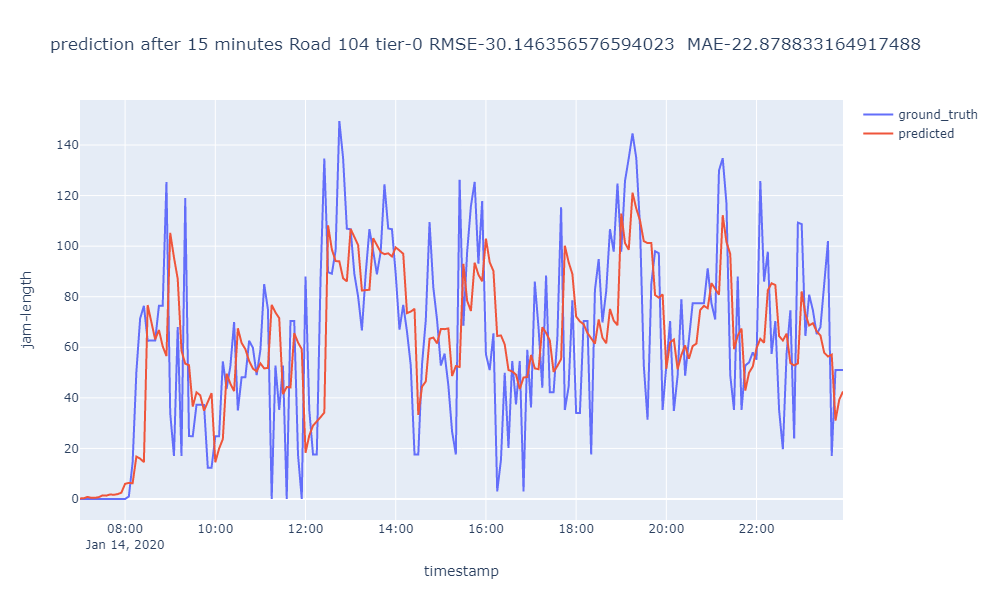 prediction after 15 minutes Road 104 tier-0 RMSE-30.146356576594023  MAE-22.878833164917488
ground_truth
predicted
jam-length
140
120
100
80
60
40
20
0
08:00 10:00 12:00 14:00 16:00 18:00 20:00 22:00
Jan 14, 2020
timestamp